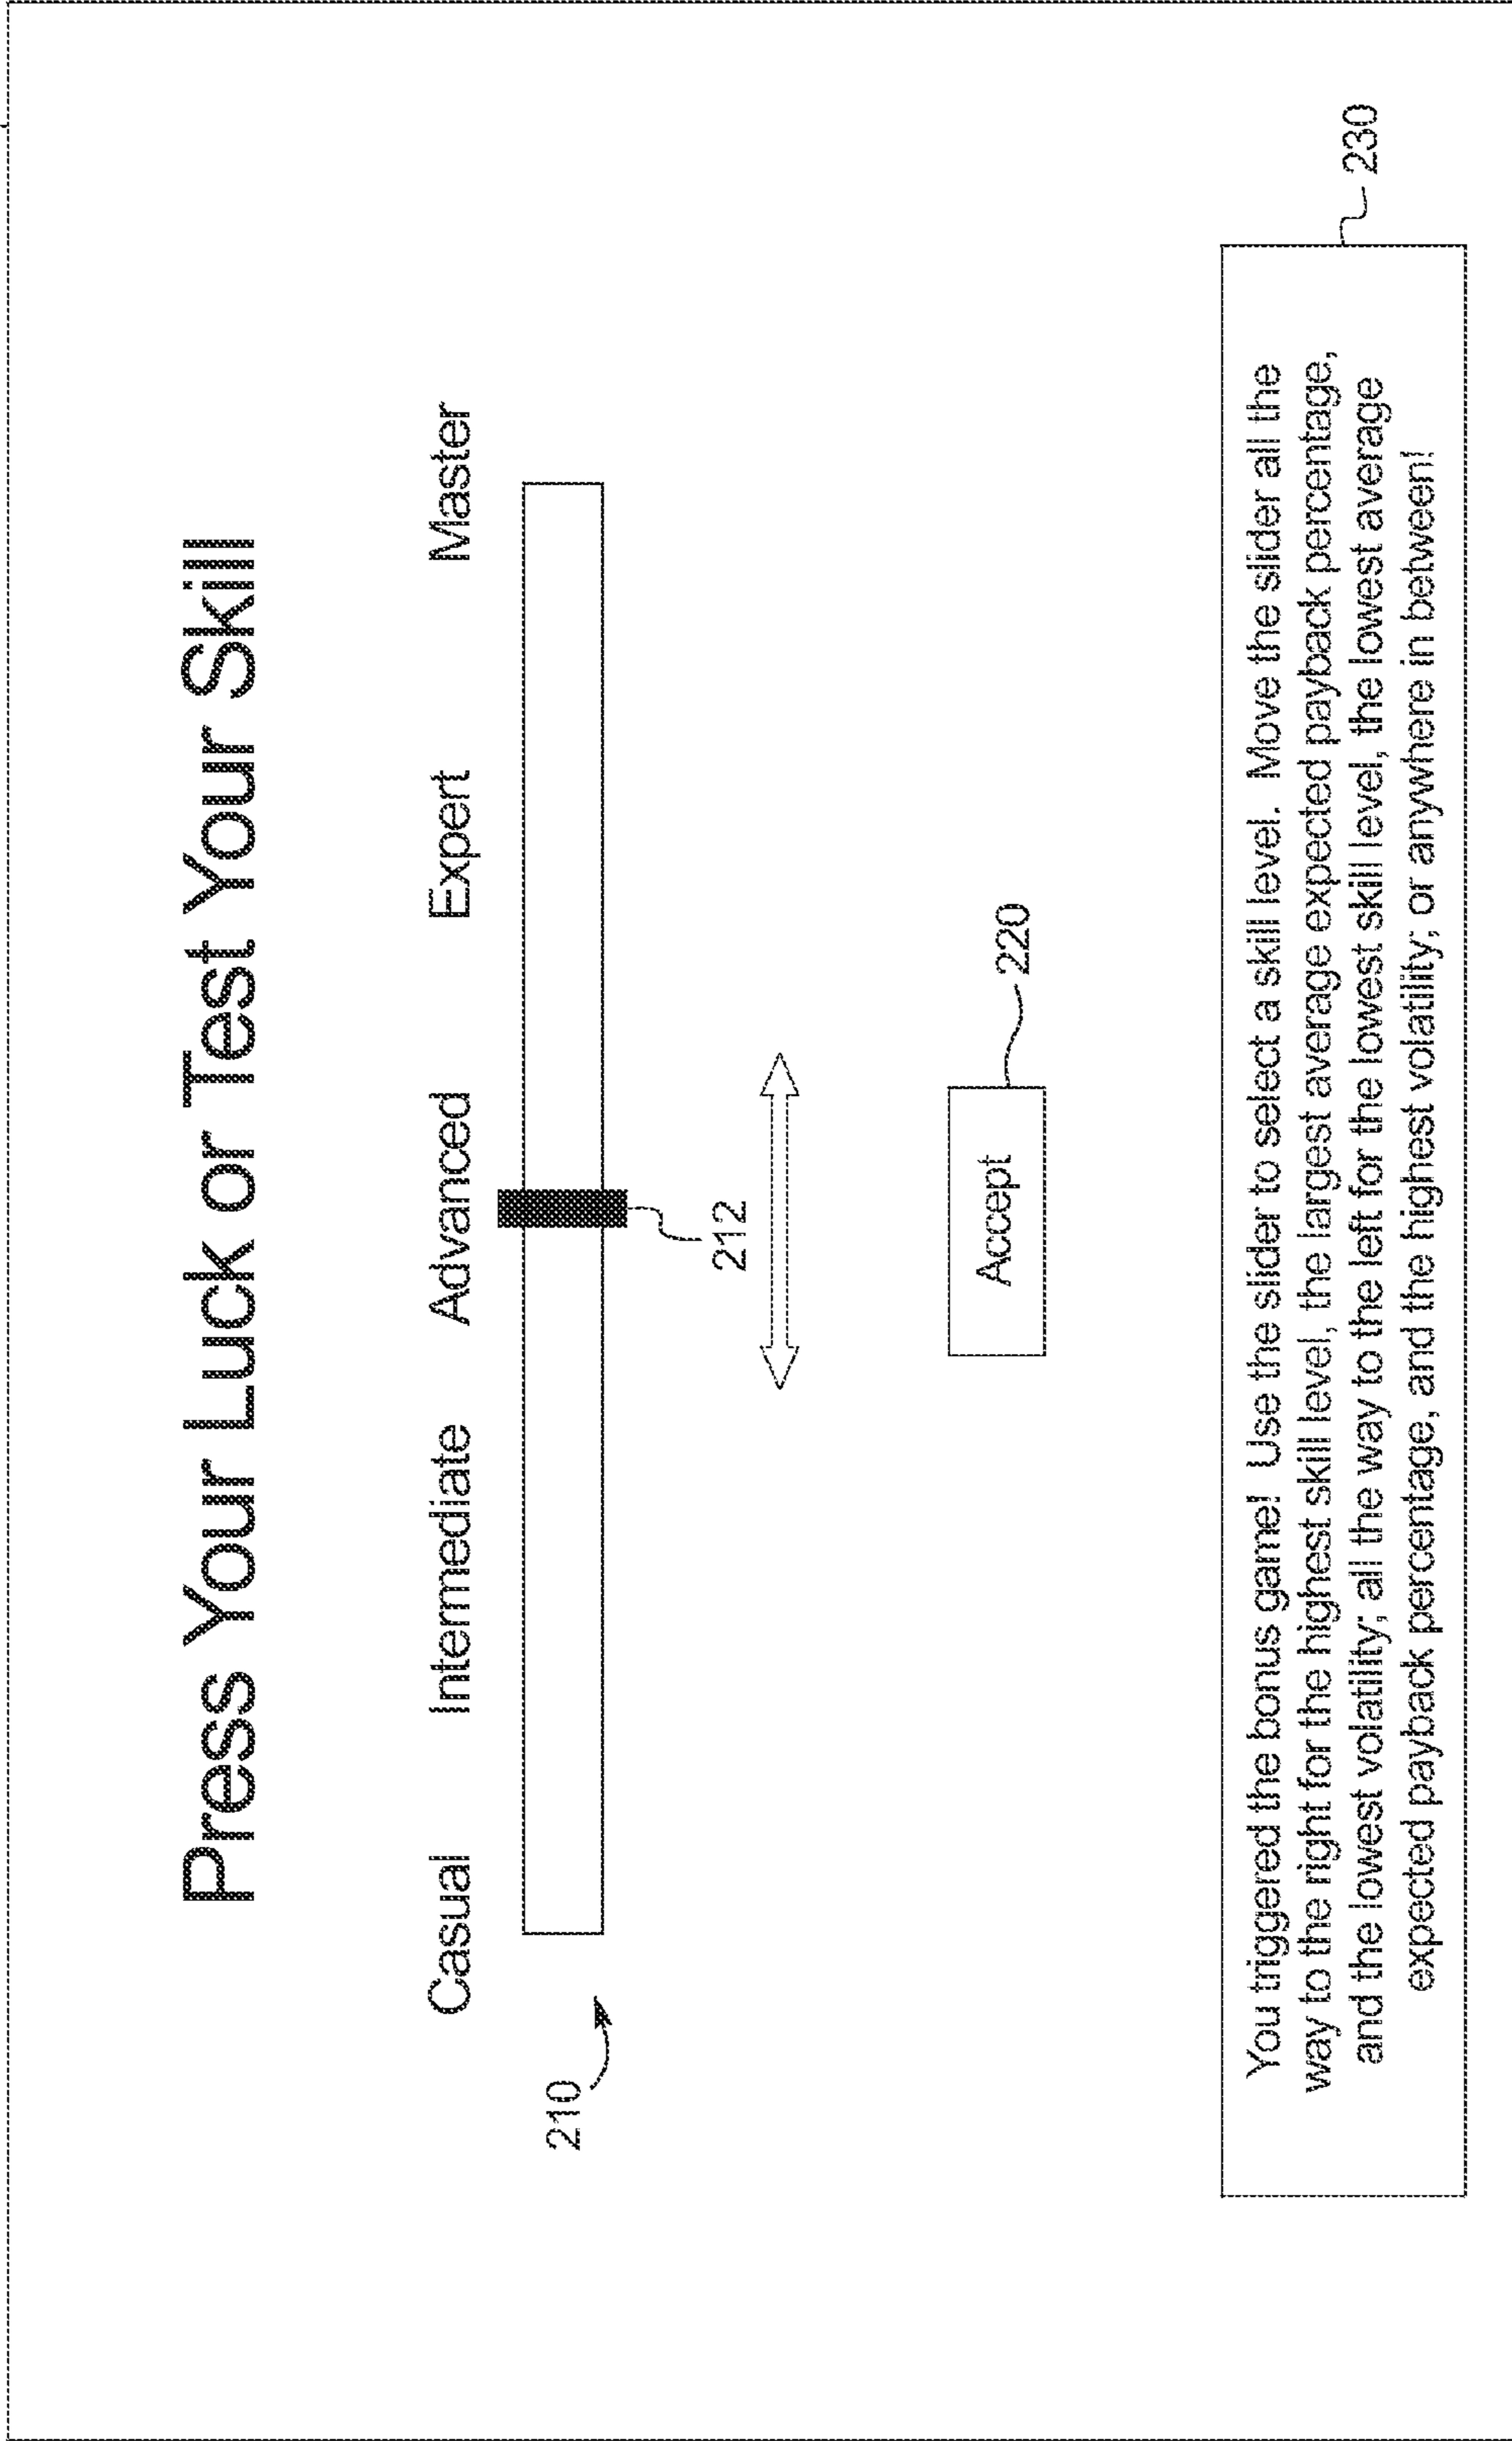 Press Your Luck or Test Your Skill
Casual Intermediate Advanced Expert Master
210
212
Accept
220
You triggered the bonus game! Use the slider to select a skill level. Move the slider all the
way to the right for the highest skill level, the largest average expected payback percentage,
and the lowest volatility; all the way to the left for the lowest skill level, the lowest average
expected payback percentage, and the highest volatility; or anywhere in between!
230